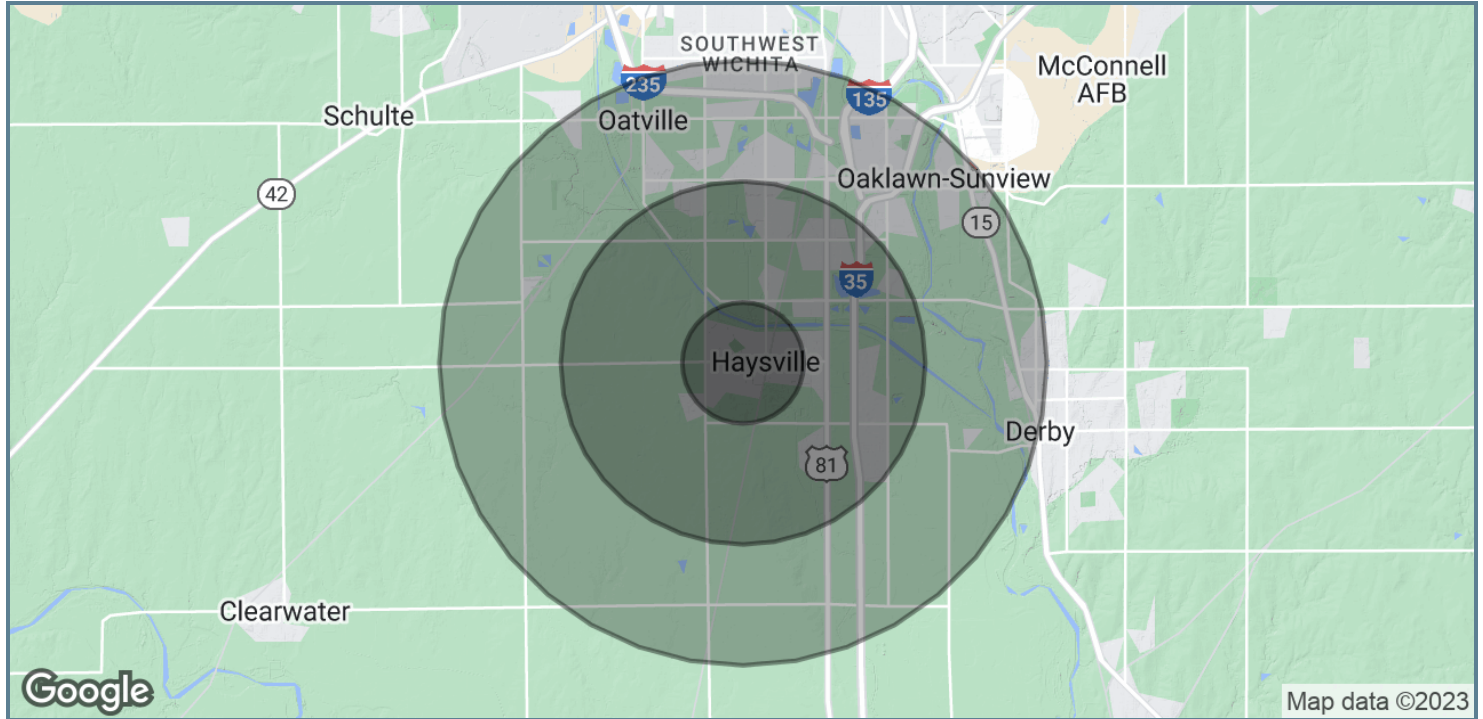 SOUTHWEST
WICHITA
McConnell
AFB
235
135
Schulte
Oatville
Oaklawn-Sunview
42
15
35
Haysville
Derby
81
Clearwater
Google
Map data ©2023